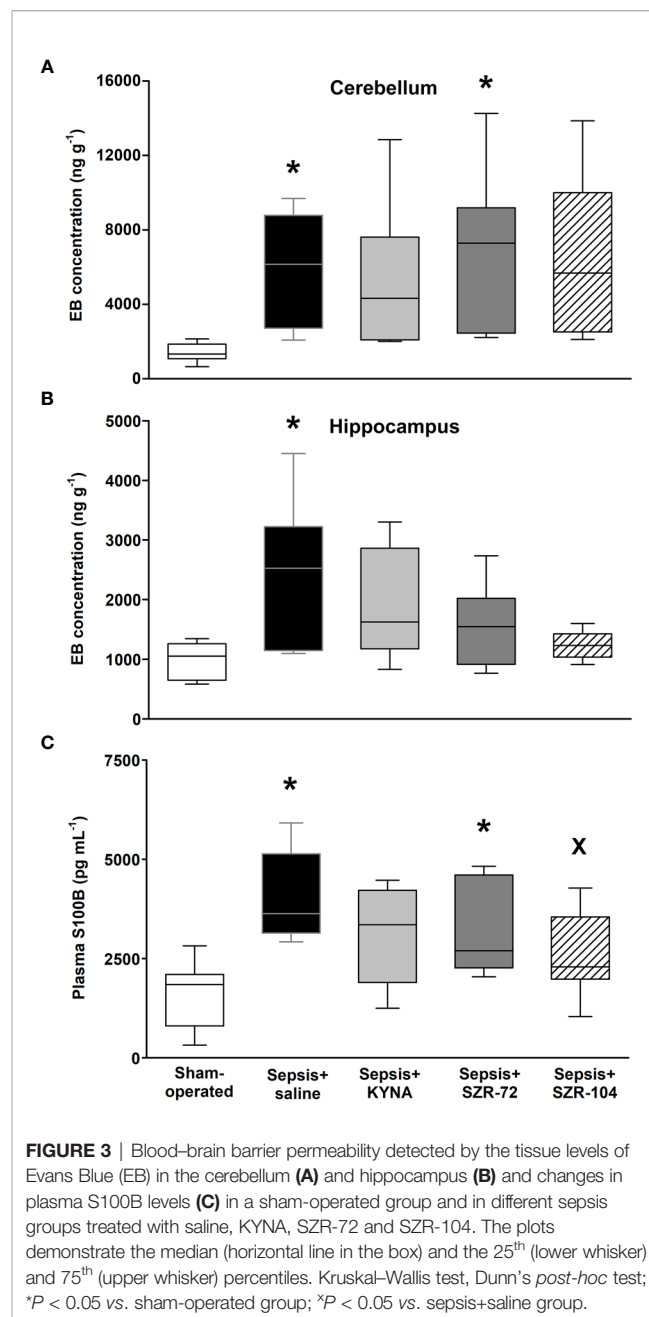 A
Cerebellum
EB concentration (ng g⁻¹)
16000
12000
8000
4000
0
*
*
B
Hippocampus
EB concentration (ng g⁻¹)
5000
4000
3000
2000
1000
0
*
C
Plasma S100B (pg mL⁻¹)
7500
5000
2500
0
*
*
X
Sham-operated
Sepsis+ saline
Sepsis+ KYNA
Sepsis+ SZR-72
Sepsis+ SZR-104
FIGURE 3 | Blood–brain barrier permeability detected by the tissue levels of
Evans Blue (EB) in the cerebellum (A) and hippocampus (B) and changes in
plasma S100B levels (C) in a sham-operated group and in different sepsis
groups treated with saline, KYNA, SZR-72 and SZR-104. The plots
demonstrate the median (horizontal line in the box) and the 25th (lower whisker)
and 75th (upper whisker) percentiles. Kruskal–Wallis test, Dunn's post-hoc test;
*P < 0.05 vs. sham-operated group; ˣP < 0.05 vs. sepsis+saline group.